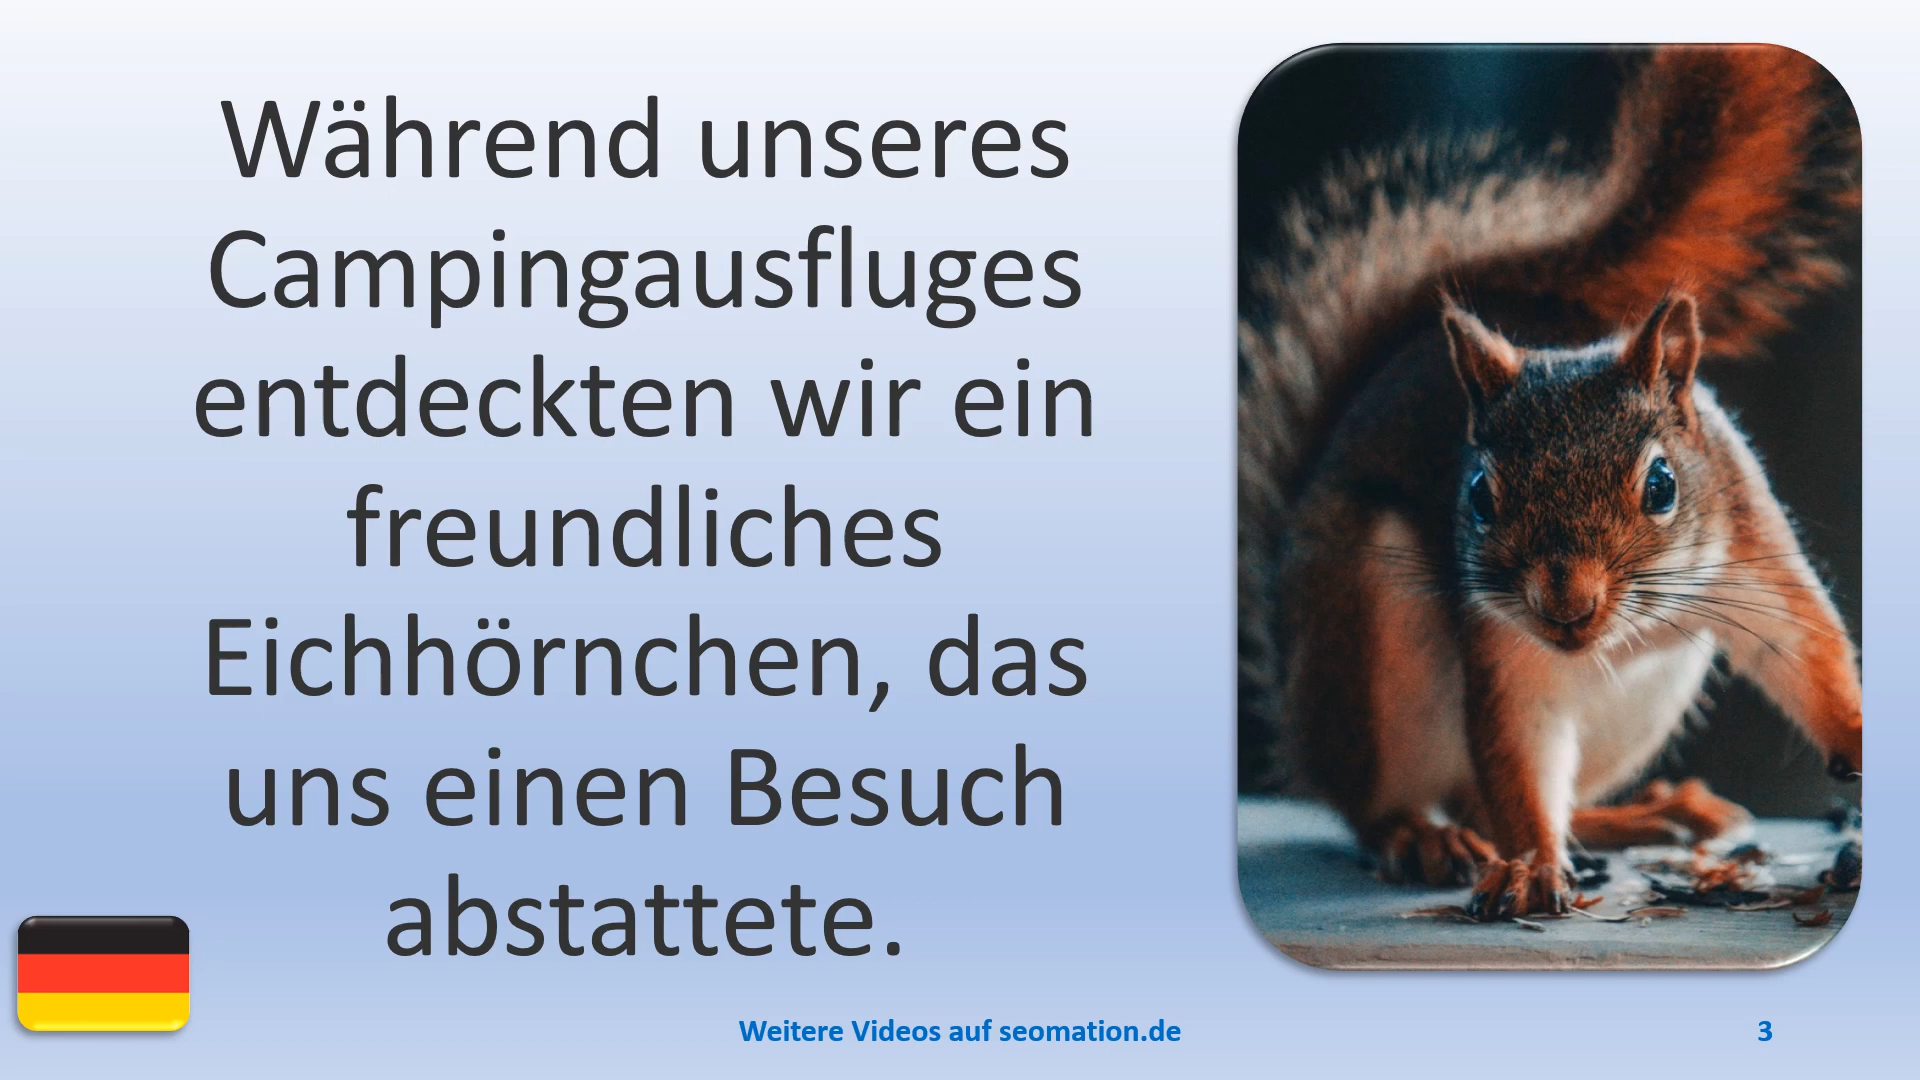 Während unseres
Campingausfluges
entdeckten wir ein
freundliches
Eichhörnchen, das
uns einen Besuch
abstattete.
Weitere Videos auf seomation.de
3